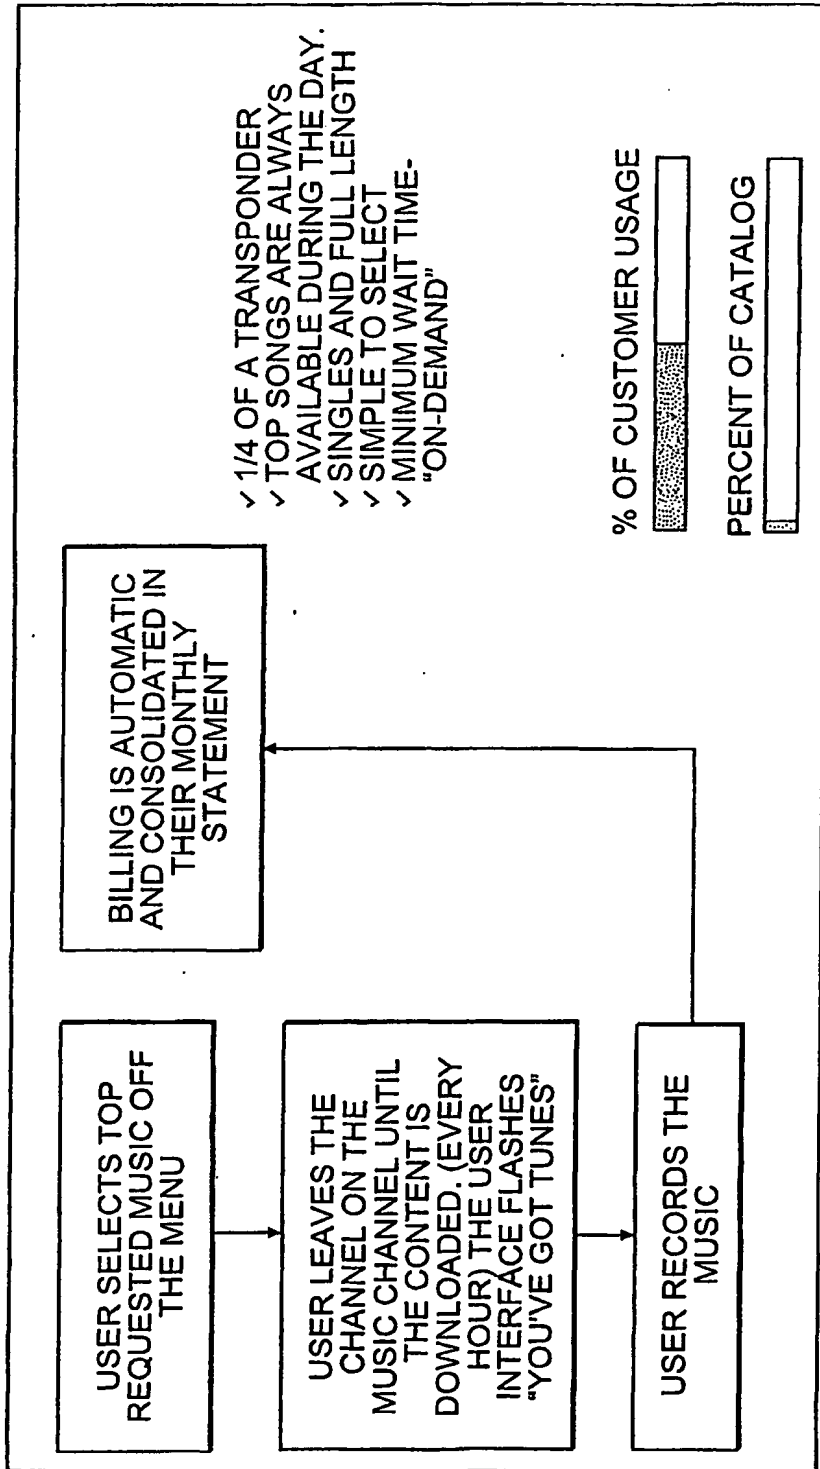 USER SELECTS TOP
REQUESTED MUSIC OFF
THE MENU
USER LEAVES THE
CHANNEL ON THE
MUSIC CHANNEL UNTIL
THE CONTENT IS
DOWNLOADED. (EVERY
HOUR) THE USER
INTERFACE FLASHES
“YOU'VE GOT TUNES”
USER RECORDS THE
MUSIC
BILLING IS AUTOMATIC
AND CONSOLIDATED IN
THEIR MONTHLY
STATEMENT
✓ 1/4 OF A TRANSPONDER
✓ TOP SONGS ARE ALWAYS
AVAILABLE DURING THE DAY.
✓ SINGLES AND FULL LENGTH
✓ SIMPLE TO SELECT
✓ MINIMUM WAIT TIME-
“ON-DEMAND”
% OF CUSTOMER USAGE
PERCENT OF CATALOG